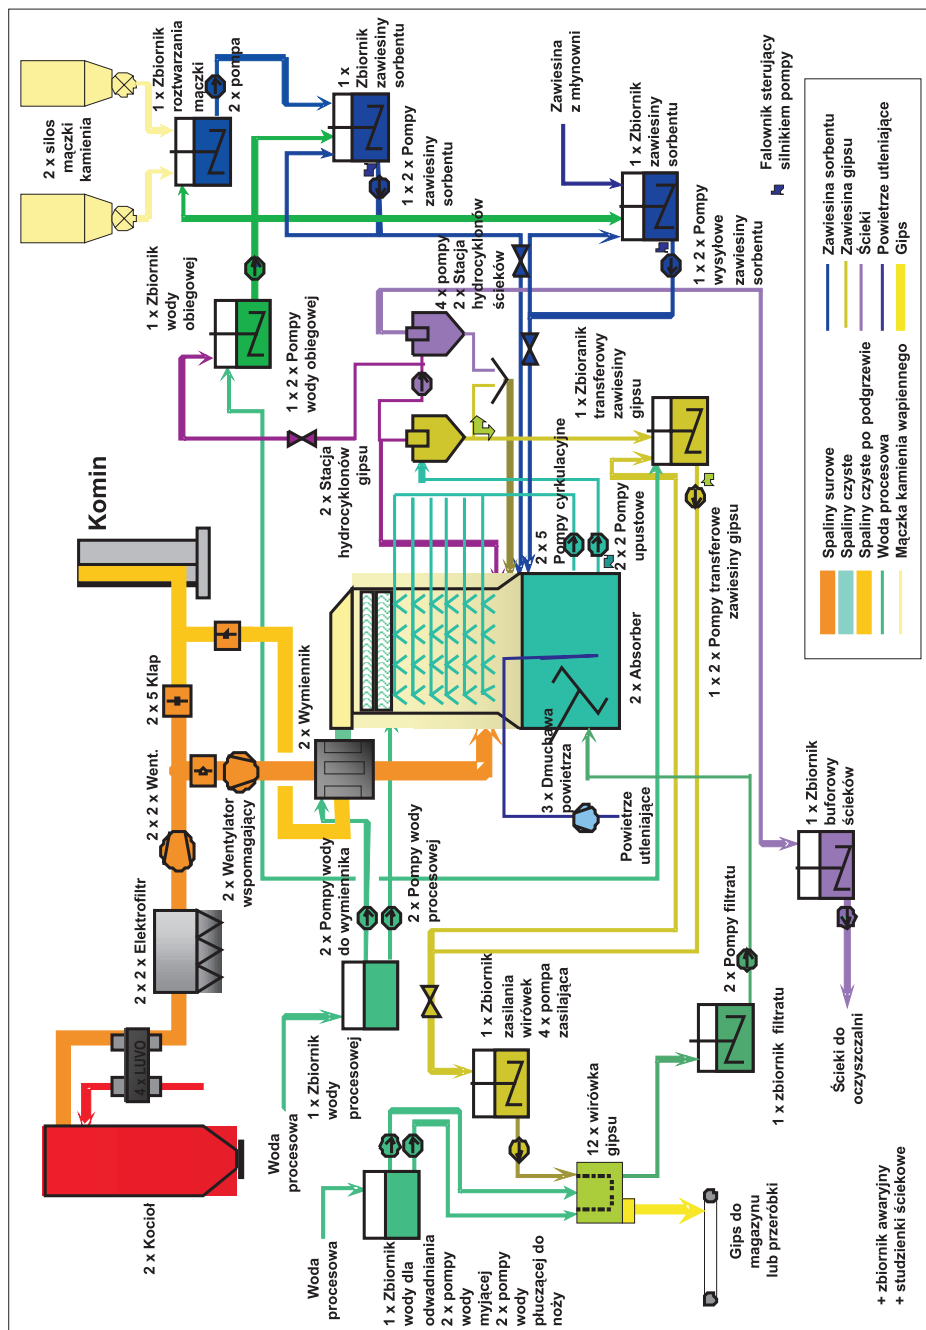 2 x Kocioł
4 x LUVO
2 x 2 x Elektrofiltr
2 x 2 x Went.
2 x 5 Klap
Komin
2 x Wentylator
wspomagający
2 x Wymiennik
2 x silos
mączki
kamienia
1 x Zbiornik
roztwarzania
mączki
2 x pompa
1 x
Zbiornik
zawiesiny
sorbentu
1 x 2 x Pompy
zawiesiny
sorbentu
1 x Zbiornik
wody
obiegowej
1 x 2 x Pompy
wody obiegowej
4 x pompy
2 x Stacja
hydrocyklonów
ścieków
2 x Stacja
hydrocyklonów
gipsu
Zawiesina
z młynowni
1 x Zbiornik
zawiesiny
sorbentu
1 x 2 x Pompy
wysyłowe
zawiesiny
sorbentu
1 x Zbioranik
transferowy
zawiesiny
gipsu
2 x 5
Pompy cyrkulacyjne
2 x 2 Pompy
upustowe
1 x 2 x Pompy transferowe
zawiesiny gipsu
2 x Absorber
3 x Dmuchawa
powietrza
Powietrze
utleniające
2 x Pompy wody
do wymiennika
2 x Pompy wody
procesowej
Woda
procesowa
1 x Zbiornik
wody
procesowej
1 x Zbiornik
zasilania
wirówek
4 x pompa
zasilająca
Woda
procesowa
1 x Zbiornik
wody dla
odwadniania
2 x pompy
wody
myjącej
2 x pompy
wody
płuczącej do
noży
12 x wirówka
gipsu
2 x Pompy filtratu
1 x zbiornik filtratu
1 x Zbiornik
buforowy
ścieków
Ścieki do
oczyszczalni
Gips do
magazynu
lub przeróbki
+ zbiornik awaryjny
+ studzienki ściekowe
Falownik sterujący
silnikiem pompy
Spaliny surowe
Spaliny czyste
Spaliny czyste po podgrzewie
Woda procesowa
Mączka kamienia wapiennego
Zawiesina sorbentu
Zawiesina gipsu
Ścieki
Powietrze utleniające
Gips